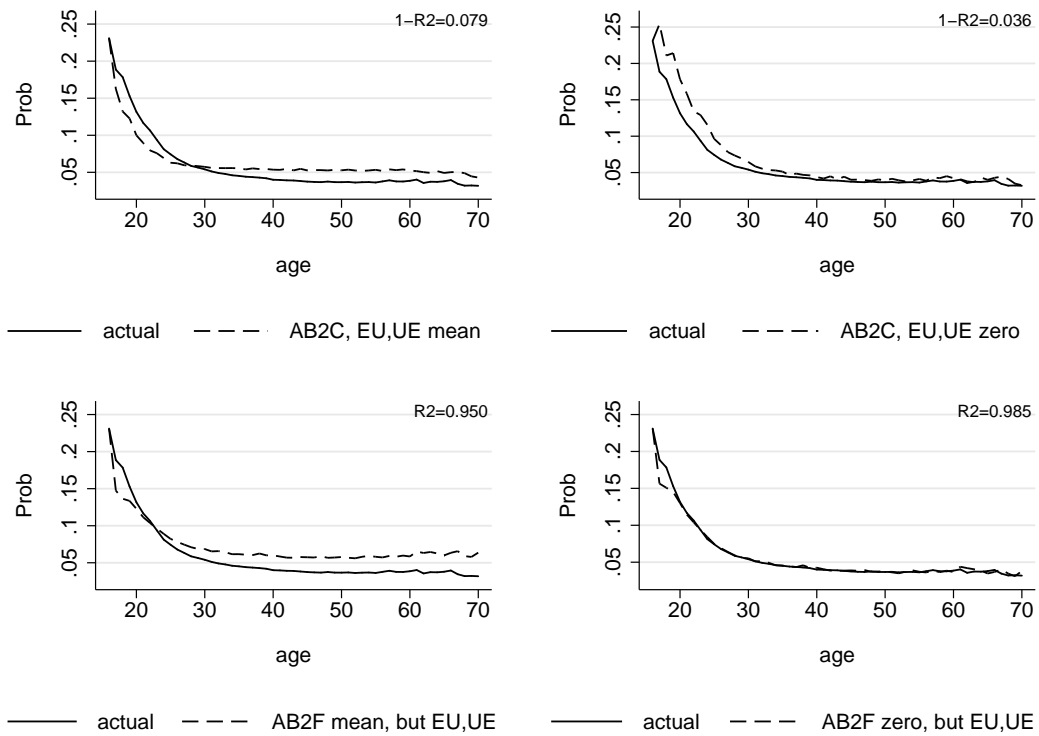 1−R2=0.079
.05 .1 .15 .2 .25
Prob
20 30 40 50 60 70
age
actual AB2C, EU,UE mean
1−R2=0.036
.05 .1 .15 .2 .25
Prob
20 30 40 50 60 70
age
actual AB2C, EU,UE zero
R2=0.950
.05 .1 .15 .2 .25
Prob
20 30 40 50 60 70
age
actual AB2F mean, but EU,UE
R2=0.985
.05 .1 .15 .2 .25
Prob
20 30 40 50 60 70
age
actual AB2F zero, but EU,UE